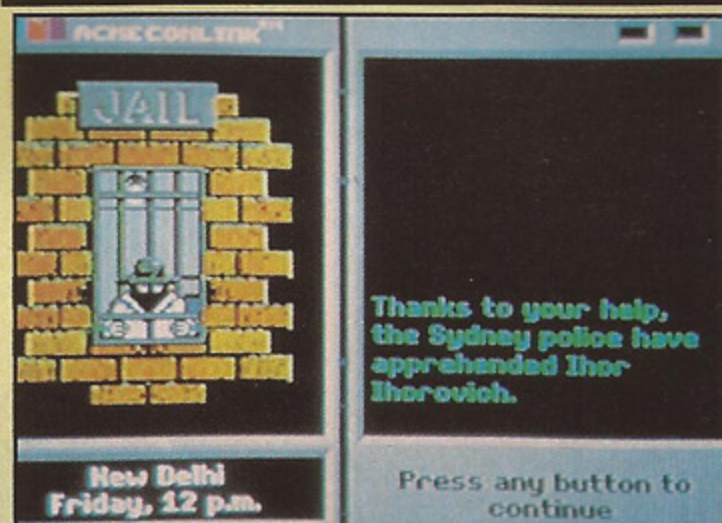 ACME COMLINK™
JAIL
Thanks to your help,
the Sydney police have
apprehended Ihor
Ihorovich.
New Delhi
Friday, 12 p.m.
Press any button to
continue